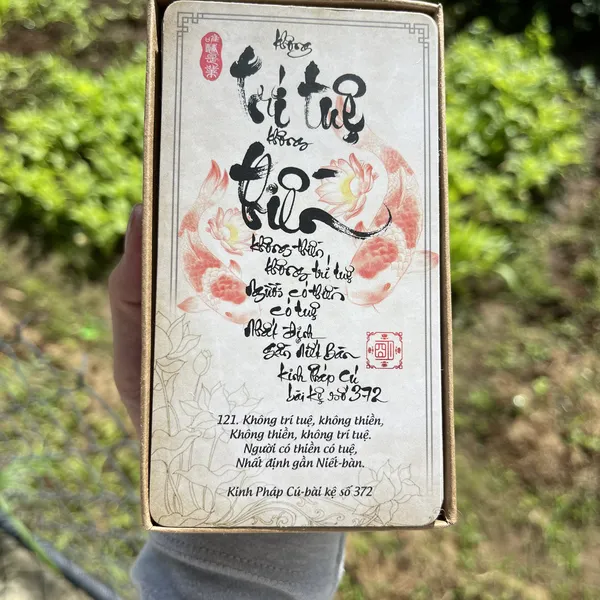 Không
trí tuệ
không
thiền
không thiền
không trí tuệ
Người có thiền
có tuệ
Nhất định
gần Niết Bàn
Kinh Pháp Cú
bài kệ số 372
121. Không trí tuệ, không thiền,
Không thiền, không trí tuệ.
Người có thiền có tuệ,
Nhất định gần Niết-bàn.
Kinh Pháp Cú-bài kệ số 372